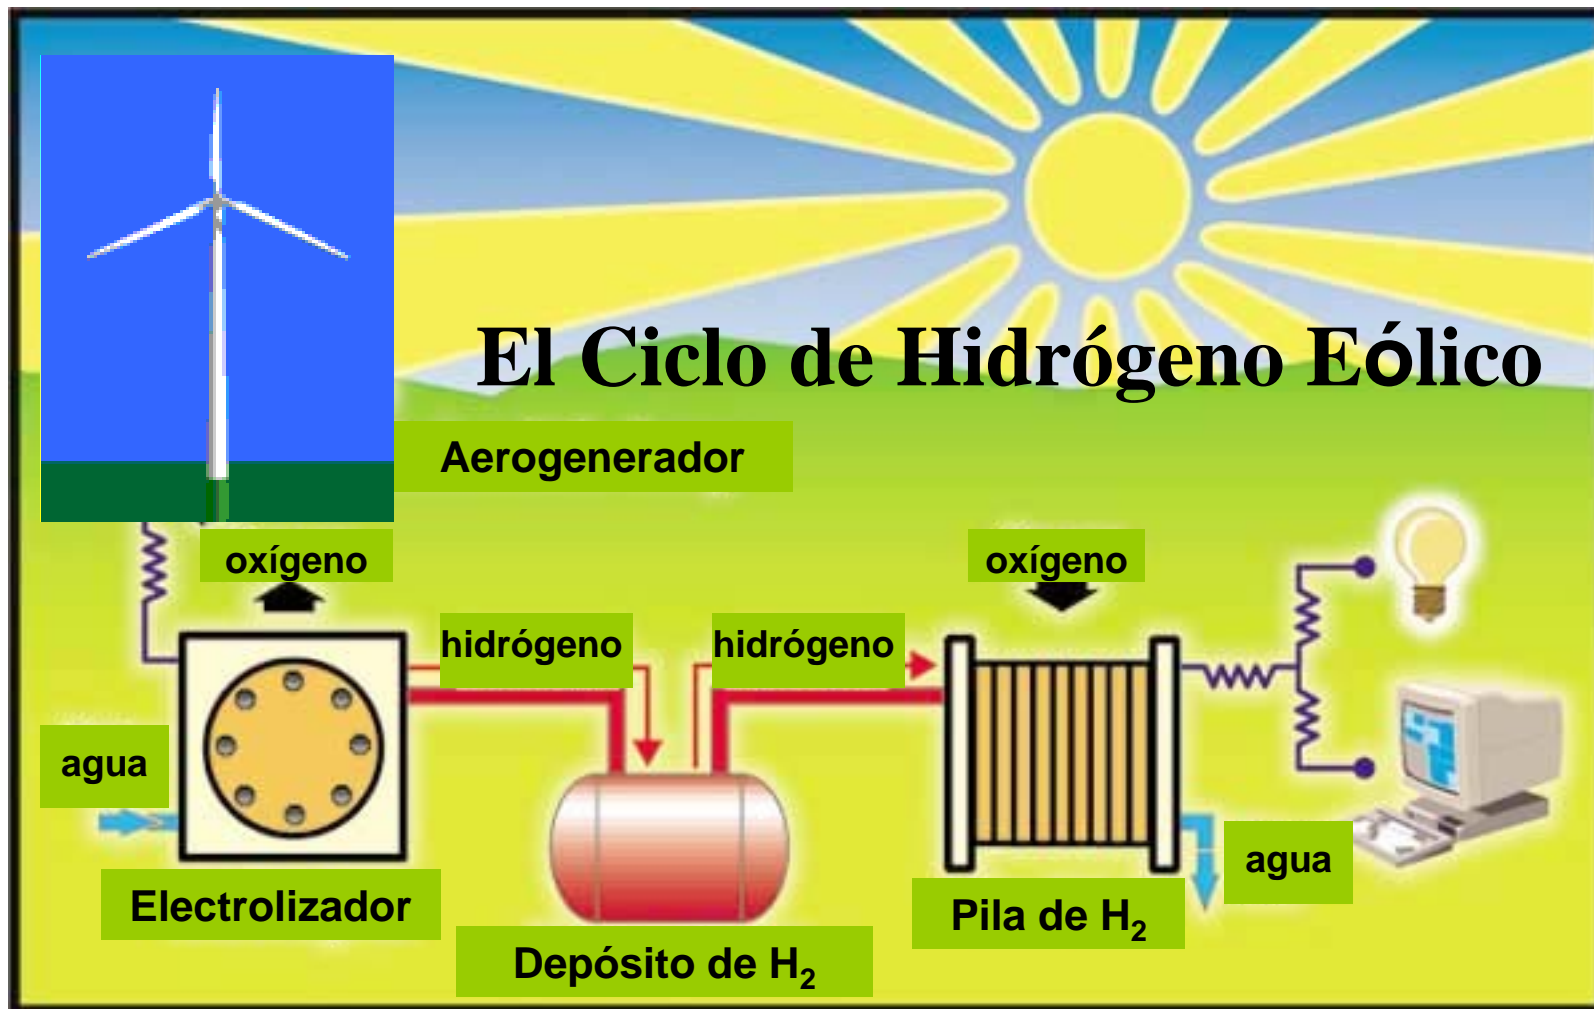 El Ciclo de Hidrógeno Eólico
Aerogenerador
oxígeno
oxígeno
hidrógeno
hidrógeno
agua
agua
Electrolizador
Pila de H₂
Depósito de H₂